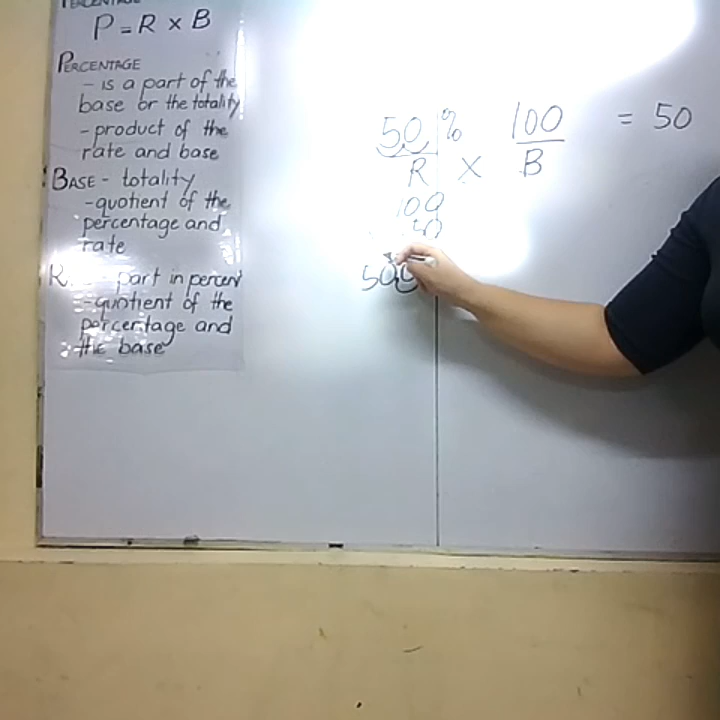 PERCENTAGE
P = R x B
PERCENTAGE
- is a part of the
base or the totality
- product of the
rate and base
BASE - totality
- quotient of the
percentage and
rate
- part in percent
- quotient of the
percentage and
the base
50 % 100 = 50
R x B
100
50